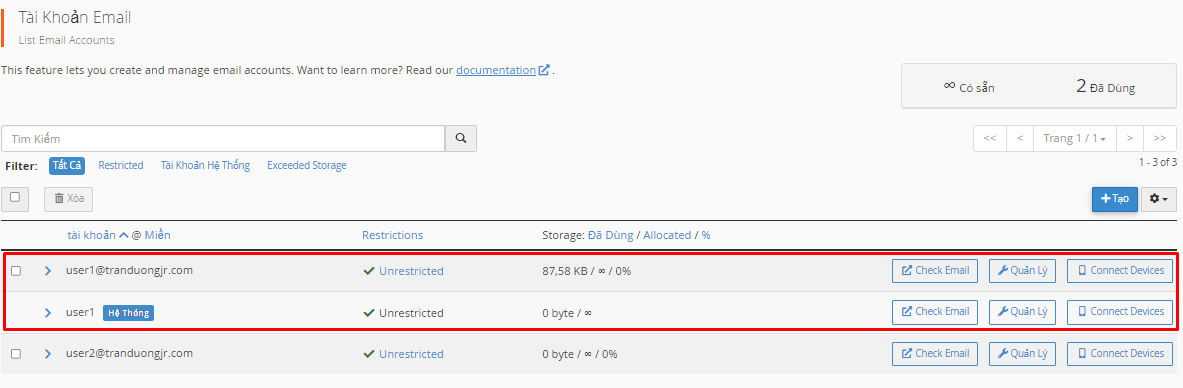 Tài Khoản Email
List Email Accounts
This feature lets you create and manage email accounts. Want to learn more? Read our documentation .
∞ Có sẵn 2 Đã Dùng
Tìm Kiếm
<< < Trang 1 / 1 > >>
Filter: Tất Cả Restricted Tài Khoản Hệ Thống Exceeded Storage
1 - 3 of 3
Xóa
+ Tạo
tài khoản @ Miền Restrictions Storage: Đã Dùng / Allocated / %
user1@tranduongjr.com Unrestricted 87,58 KB / ∞ / 0% Check Email Quản Lý Connect Devices
user1 Hệ Thống Unrestricted 0 byte / ∞ Check Email Quản Lý Connect Devices
user2@tranduongjr.com Unrestricted 0 byte / ∞ / 0% Check Email Quản Lý Connect Devices